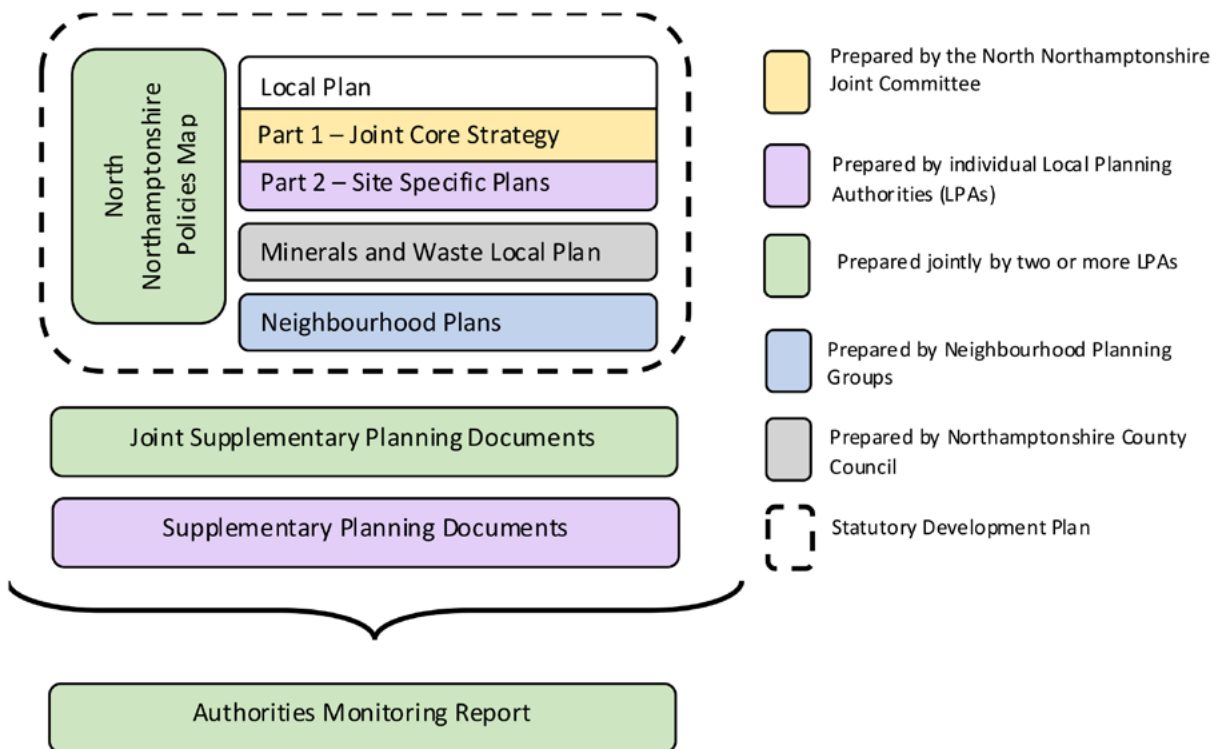 North
Northamptonshire
Policies Map
Local Plan
Part 1 – Joint Core Strategy
Part 2 – Site Specific Plans
Minerals and Waste Local Plan
Neighbourhood Plans
Joint Supplementary Planning Documents
Supplementary Planning Documents
Authorities Monitoring Report
Prepared by the North Northamptonshire
Joint Committee
Prepared by individual Local Planning
Authorities (LPAs)
Prepared jointly by two or more LPAs
Prepared by Neighbourhood Planning
Groups
Prepared by Northamptonshire County
Council
Statutory Development Plan